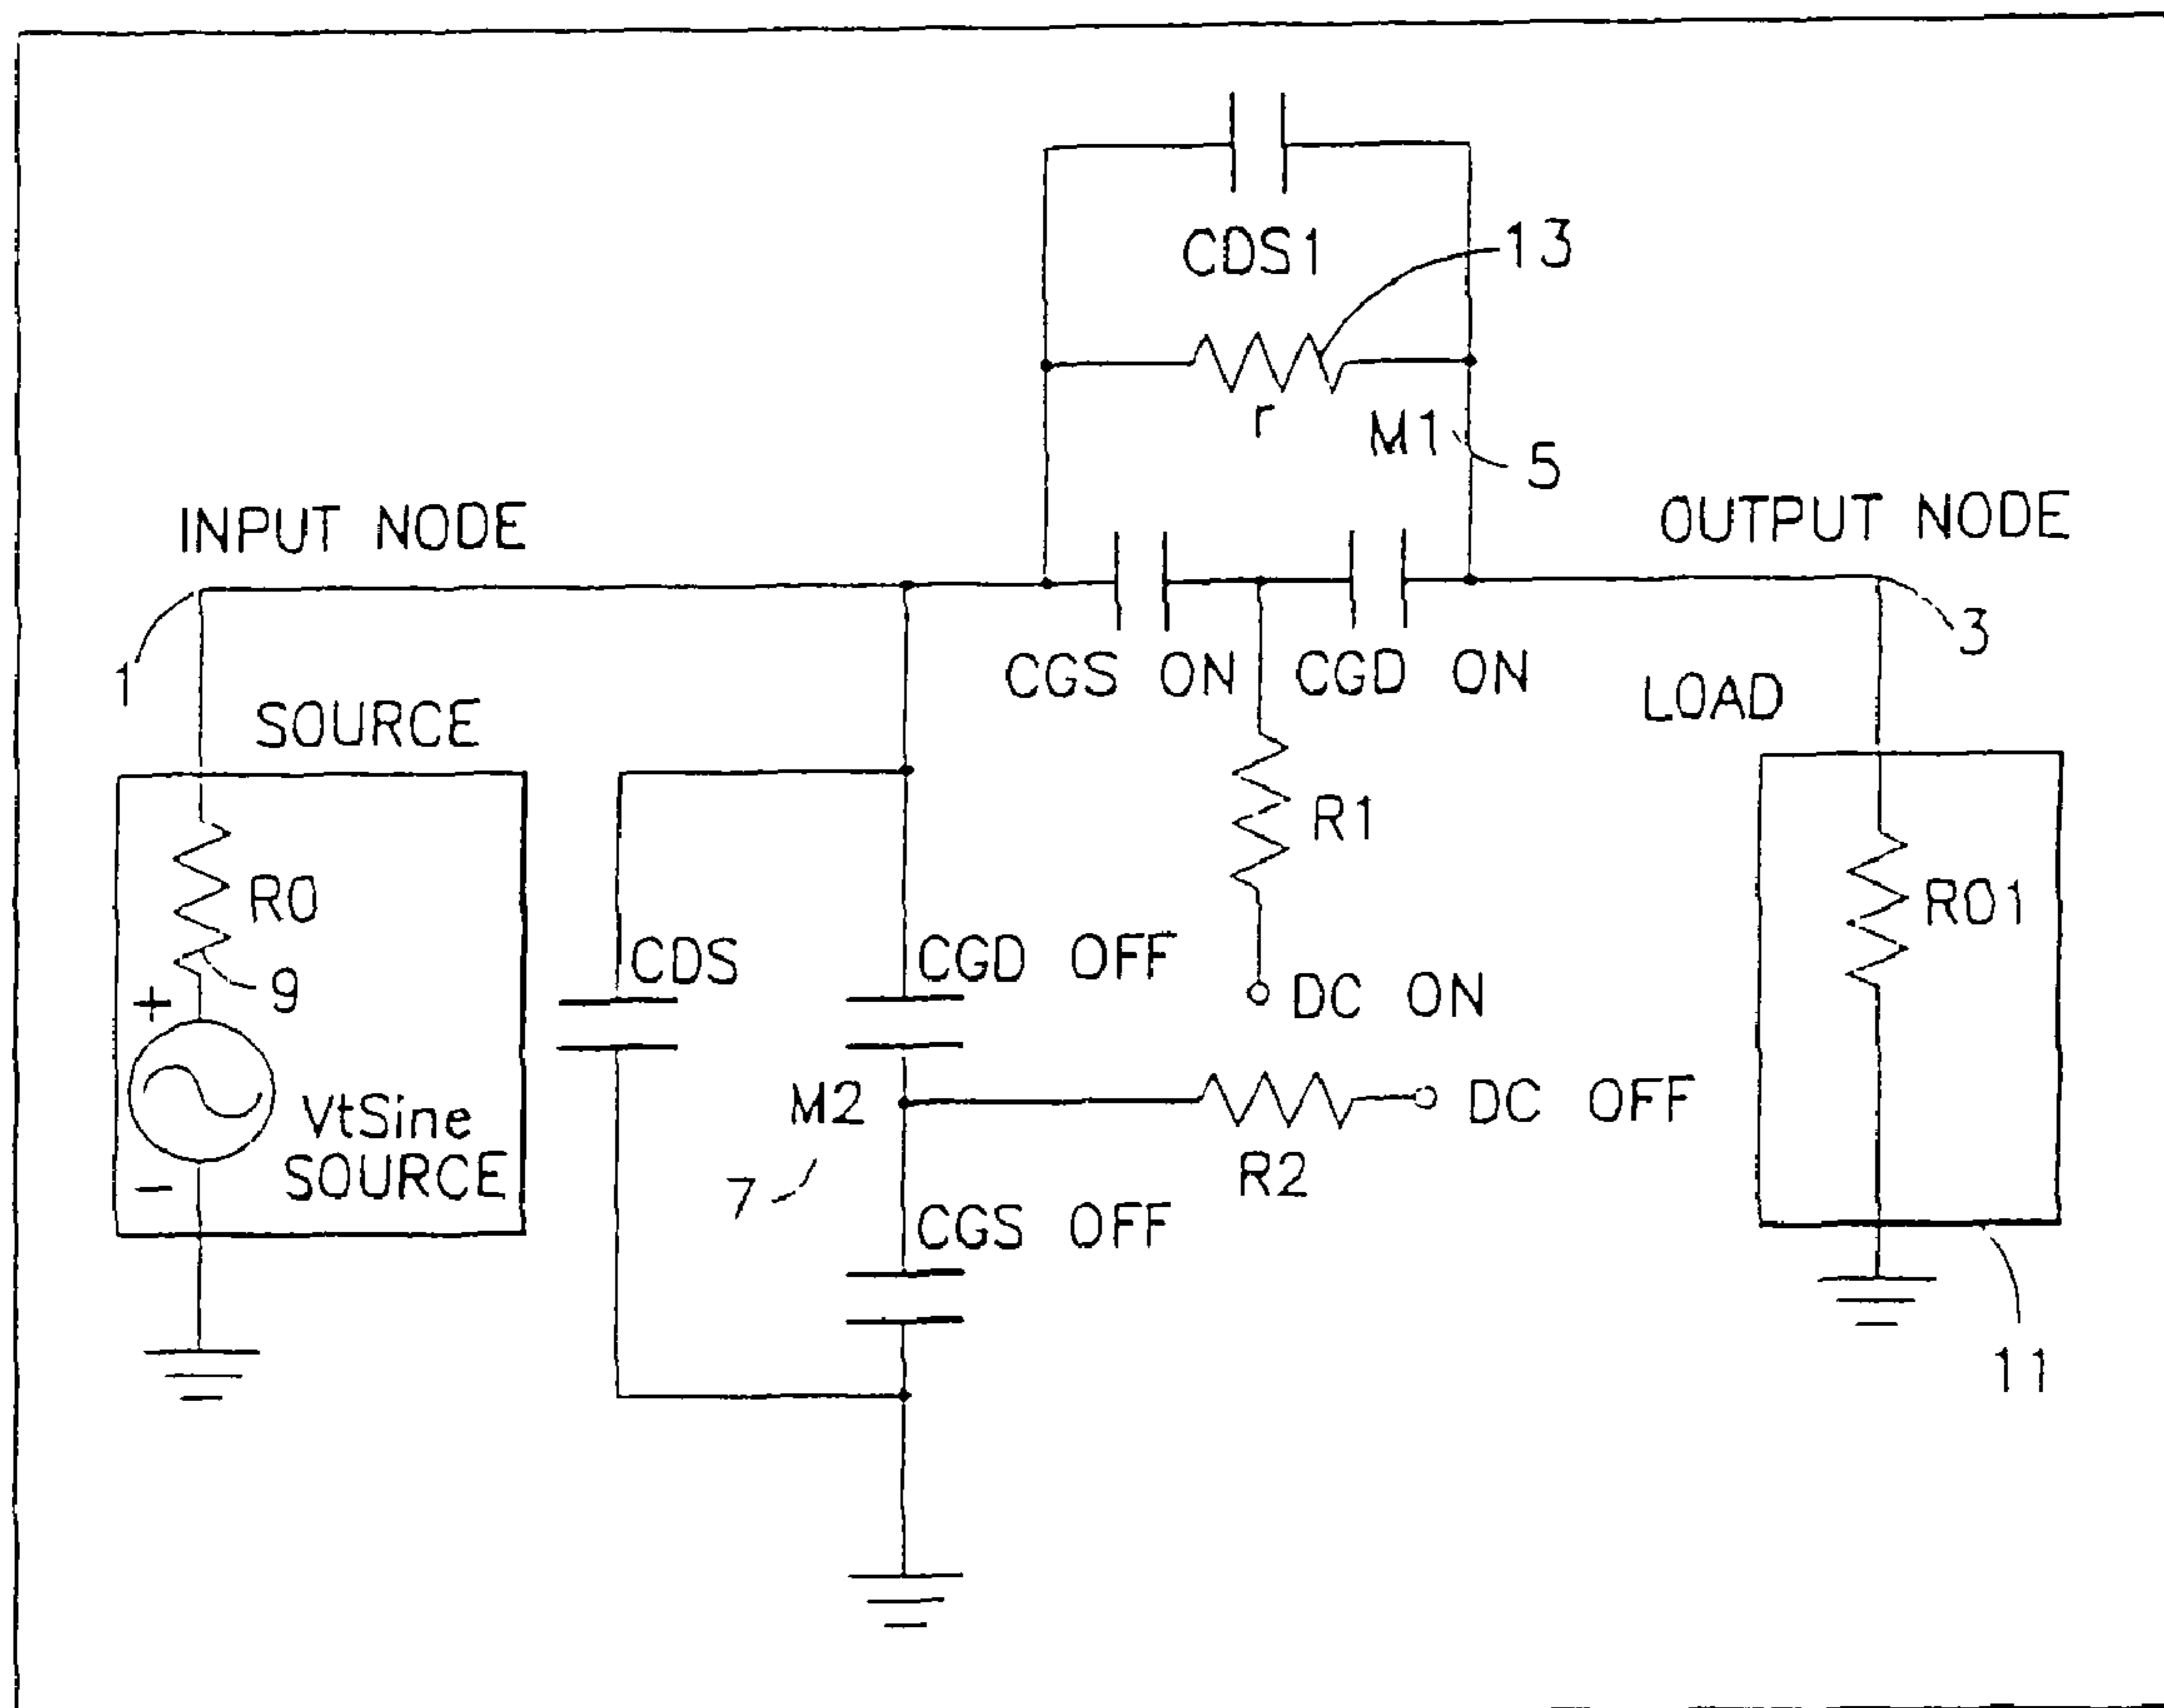 CDS1
13
r
M1
5
INPUT NODE
OUTPUT NODE
1
3
CGS ON
CGD ON
SOURCE
LOAD
R0
9
+
VtSine
SOURCE
-
CDS
CGD OFF
R1
DC ON
R01
M2
7
R2
DC OFF
CGS OFF
11